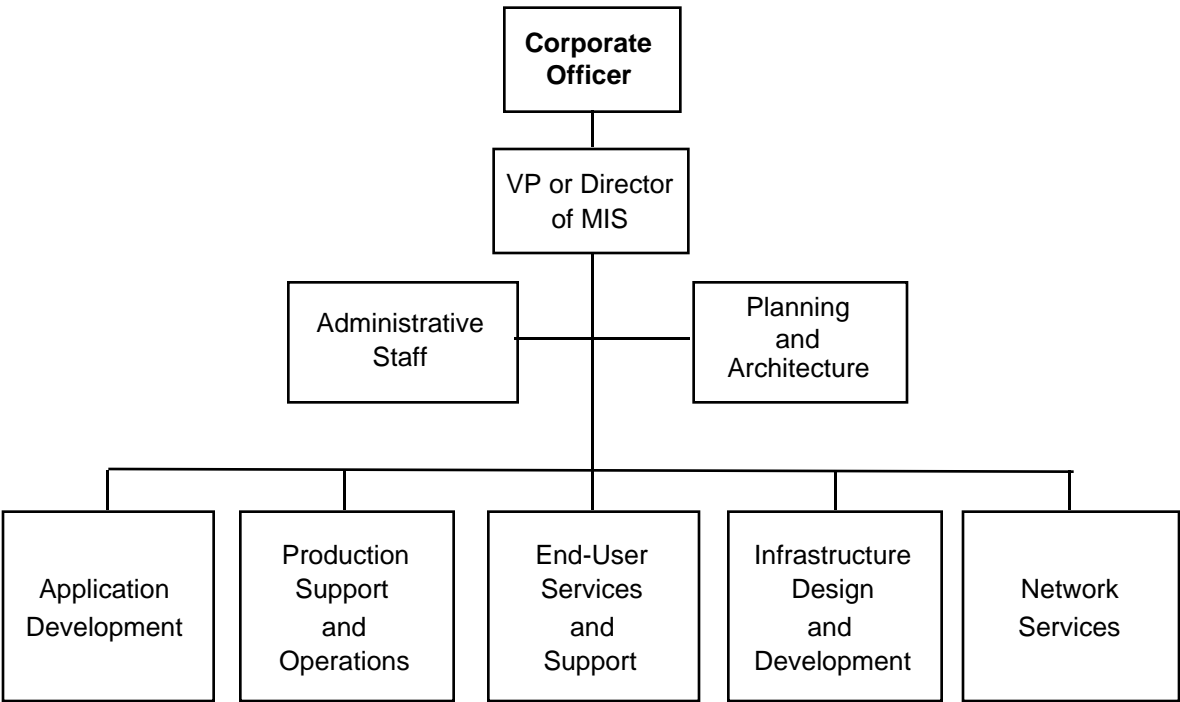 Corporate
Officer
VP or Director
of MIS
Administrative
Staff
Planning
and
Architecture
Application
Development
Production
Support
and
Operations
End-User
Services
and
Support
Infrastructure
Design
and
Development
Network
Services